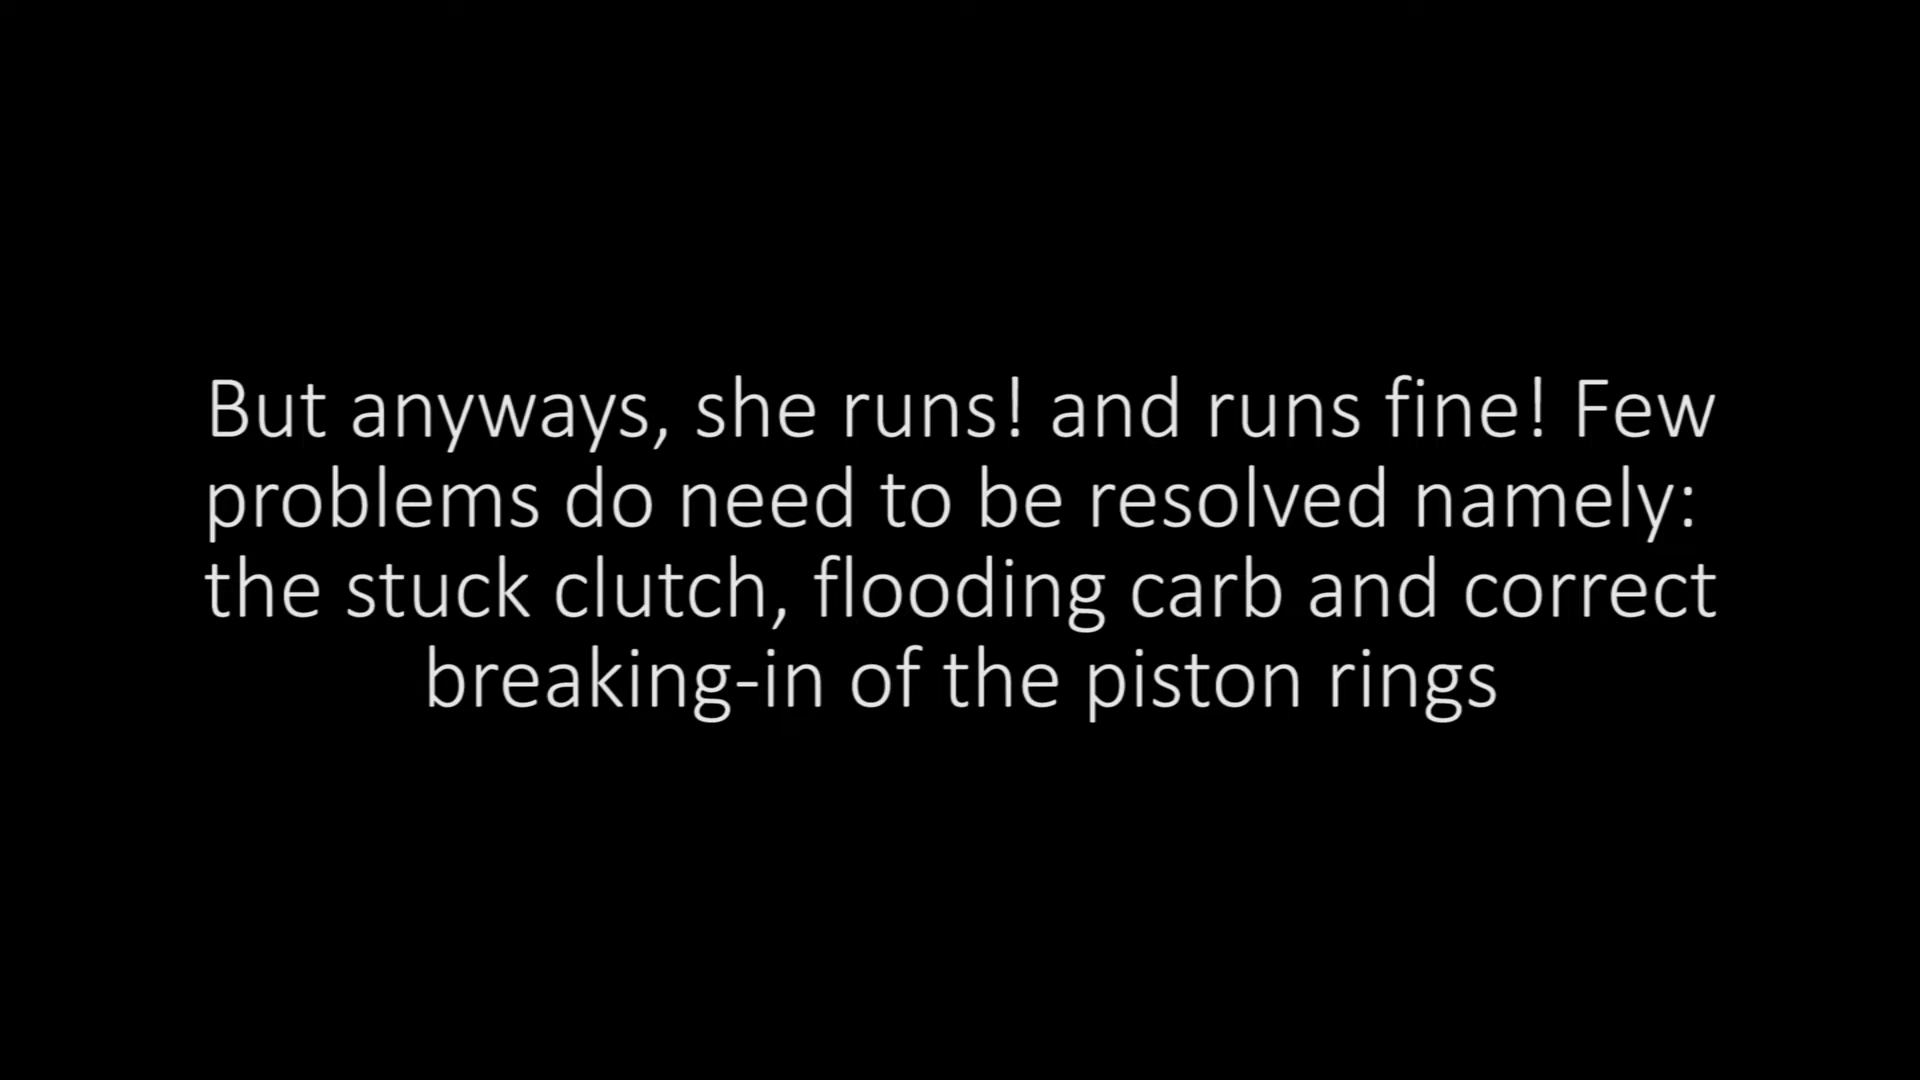 But anyways, she runs! and runs fine! Few
problems do need to be resolved namely:
the stuck clutch, flooding carb and correct
breaking-in of the piston rings